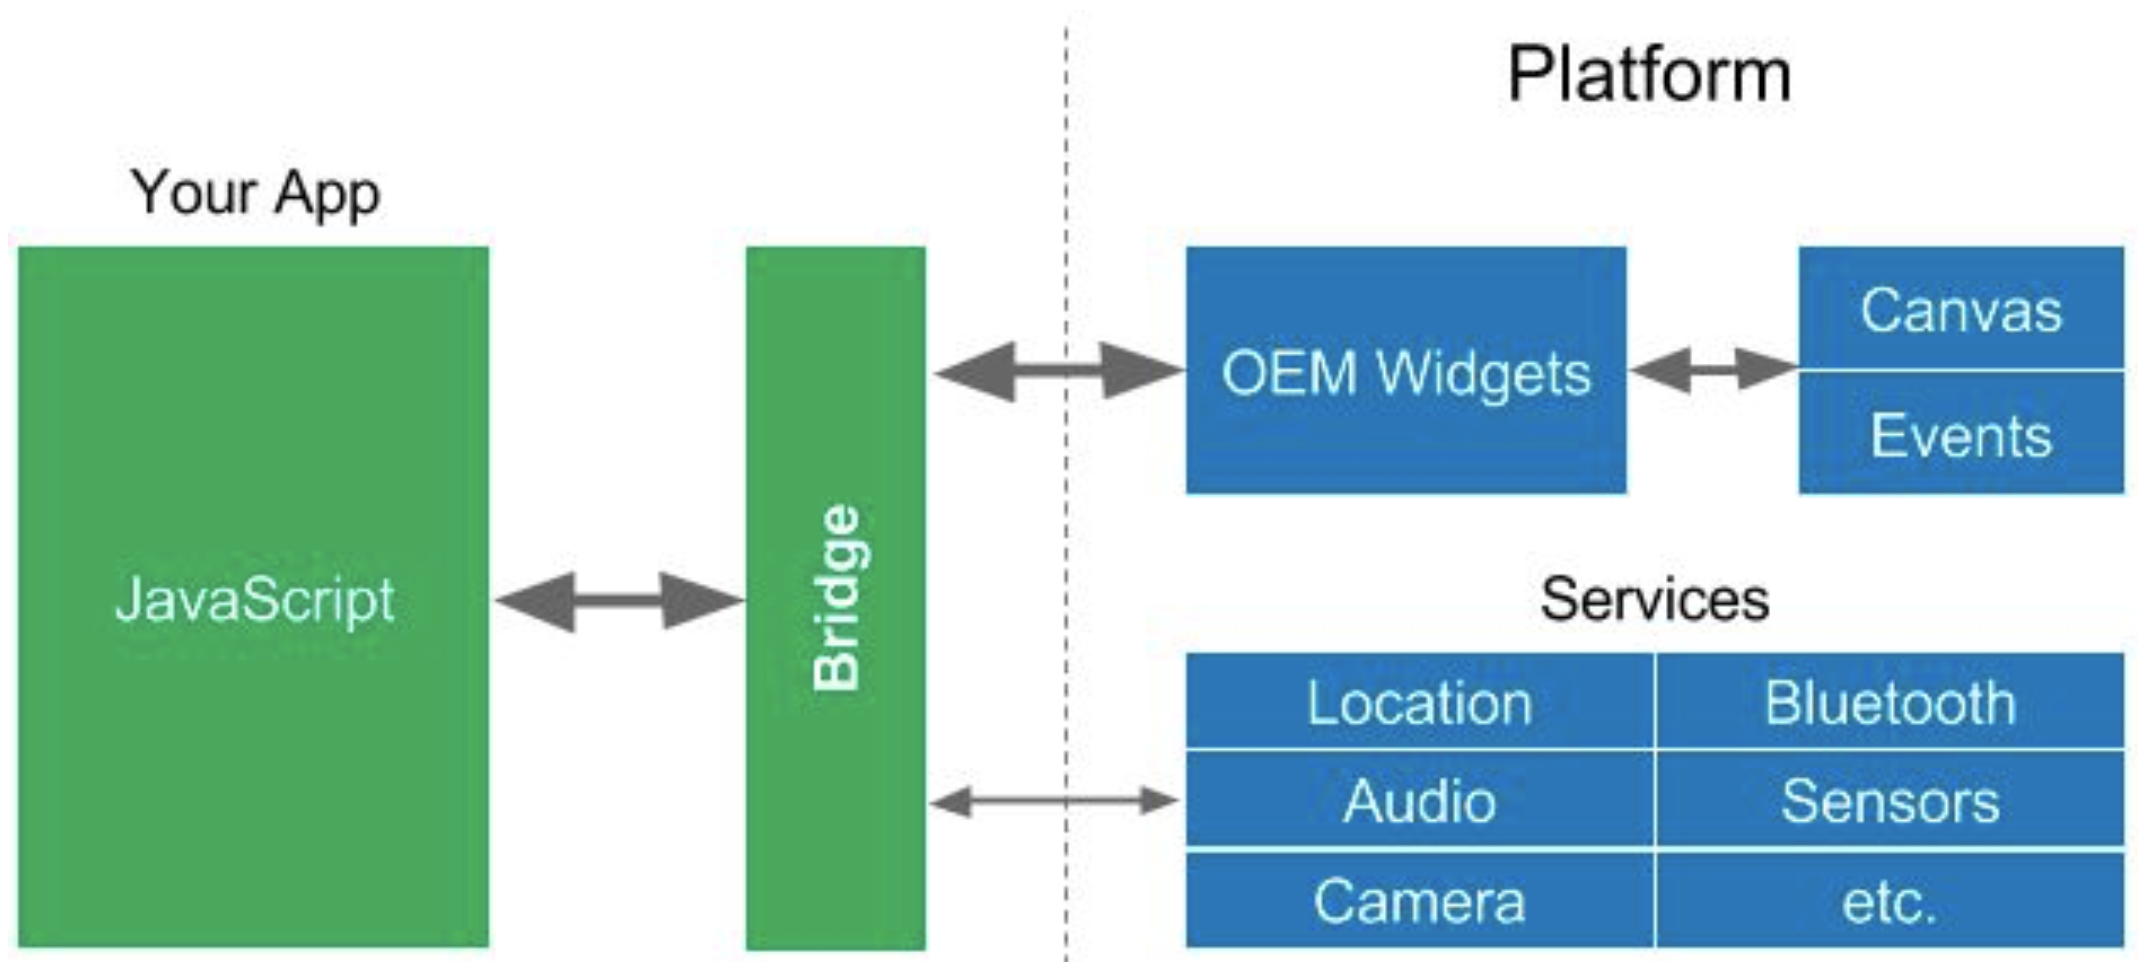 Platform
Your App
JavaScript
Bridge
OEM Widgets
Canvas
Events
Services
Location
Bluetooth
Audio
Sensors
Camera
etc.